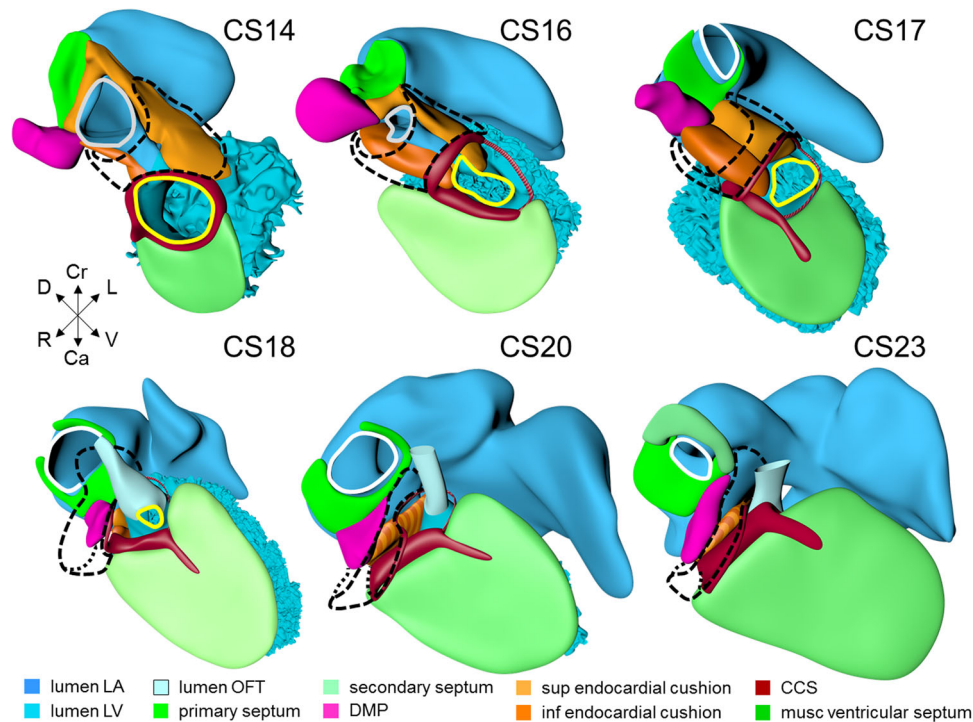 CS14
CS16
CS17
Cr
D
L
R
V
Ca
CS18
CS20
CS23
lumen LA
lumen OFT
secondary septum
sup endocardial cushion
CCS
lumen LV
primary septum
DMP
inf endocardial cushion
musc ventricular septum